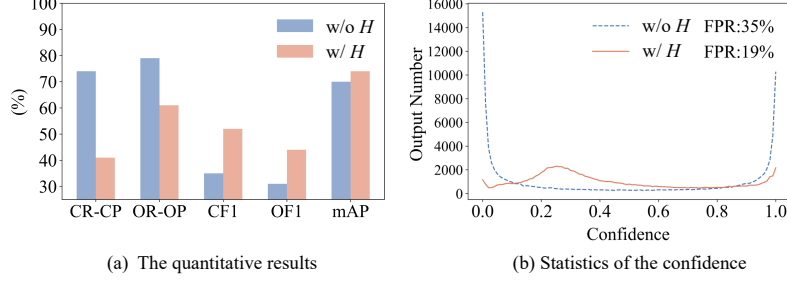 100
90
80
70
60
50
40
30
(%)
w/o H
w/ H
CR-CP OR-OP CF1 OF1 mAP
(a) The quantitative results
16000
14000
12000
10000
8000
6000
4000
2000
0
Output Number
w/o H FPR:35%
w/ H FPR:19%
0.0 0.2 0.4 0.6 0.8 1.0
Confidence
(b) Statistics of the confidence